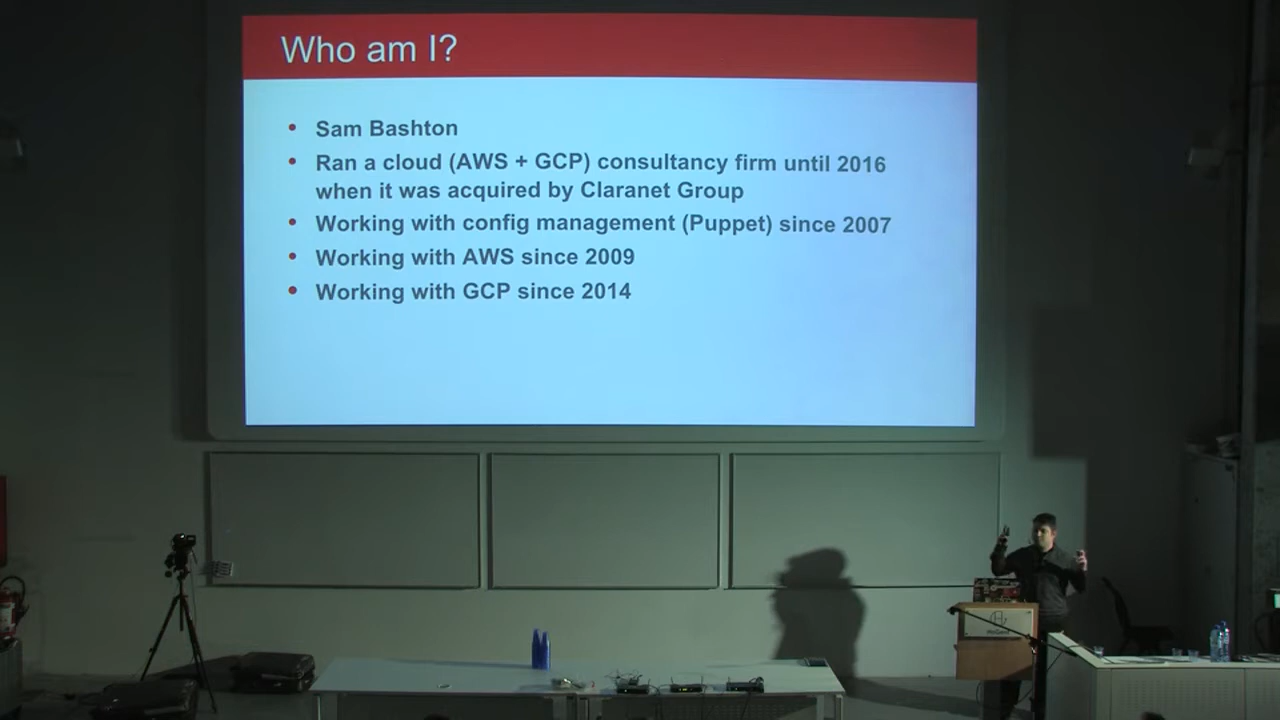 Who am I?
• Sam Bashton
• Ran a cloud (AWS + GCP) consultancy firm until 2016
when it was acquired by Claranet Group
• Working with config management (Puppet) since 2007
• Working with AWS since 2009
• Working with GCP since 2014